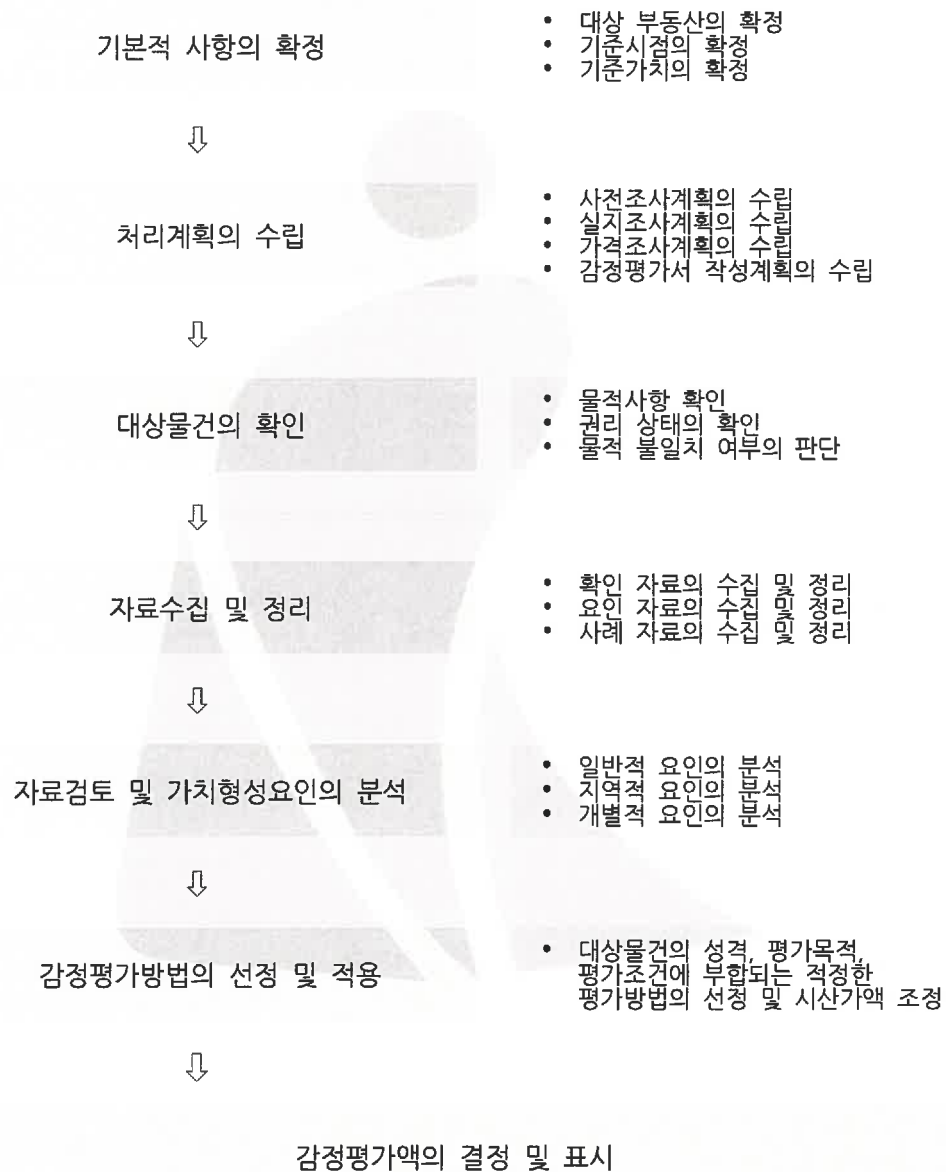 기본적 사항의 확정
• 대상 부동산의 확정
• 기준시점의 확정
• 기준가치의 확정
⇩
처리계획의 수립
• 사전조사계획의 수립
• 실지조사계획의 수립
• 가격조사계획의 수립
• 감정평가서 작성계획의 수립
⇩
대상물건의 확인
• 물적사항 확인
• 권리 상태의 확인
• 물적 불일치 여부의 판단
⇩
자료수집 및 정리
• 확인 자료의 수집 및 정리
• 요인 자료의 수집 및 정리
• 사례 자료의 수집 및 정리
⇩
자료검토 및 가치형성요인의 분석
• 일반적 요인의 분석
• 지역적 요인의 분석
• 개별적 요인의 분석
⇩
감정평가방법의 선정 및 적용
• 대상물건의 성격, 평가목적,
평가조건에 부합되는 적정한
평가방법의 선정 및 시산가액 조정
⇩
감정평가액의 결정 및 표시